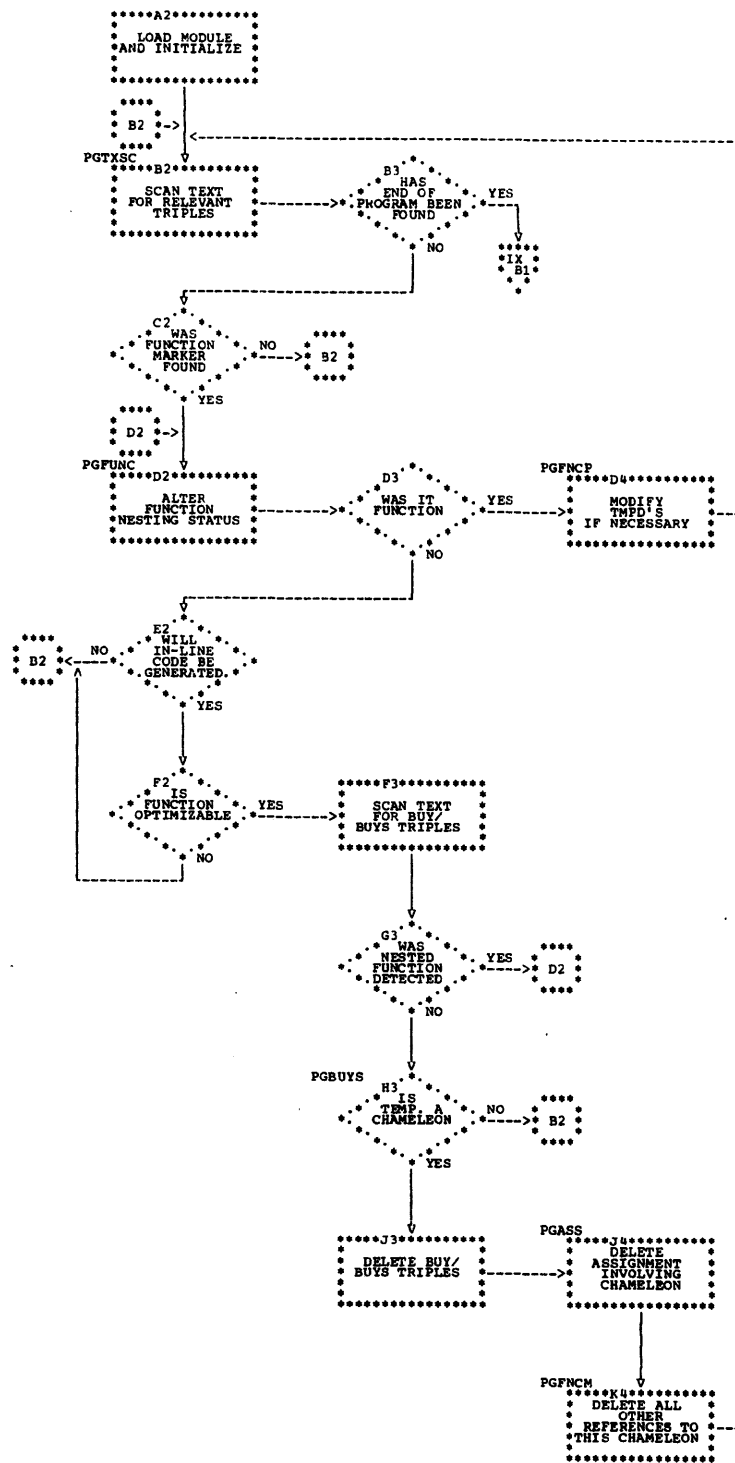 A2
LOAD MODULE
AND INITIALIZE
B2
PGTXSC
B2
SCAN TEXT
FOR RELEVANT
TRIPLES
B3
HAS
END OF
PROGRAM BEEN
FOUND
YES
NO
IX
B1
C2
WAS
FUNCTION
MARKER
FOUND
NO
B2
YES
D2
PGFUNC
D2
ALTER
FUNCTION
NESTING STATUS
D3
WAS IT
FUNCTION
YES
NO
PGFNCP
D4
MODIFY
TMPD'S
IF NECESSARY
E2
WILL
IN-LINE
CODE BE
GENERATED
NO
B2
YES
F2
IS
FUNCTION
OPTIMIZABLE
YES
NO
F3
SCAN TEXT
FOR BUY/
BUYS TRIPLES
G3
WAS
NESTED
FUNCTION
DETECTED
YES
D2
NO
PGBUYS
H3
IS
TEMP. A
CHAMELEON
NO
B2
YES
J3
DELETE BUY/
BUYS TRIPLES
PGASS
J4
DELETE
ASSIGNMENT
INVOLVING
CHAMELEON
PGFNCM
K4
DELETE ALL
OTHER
REFERENCES TO
THIS CHAMELEON